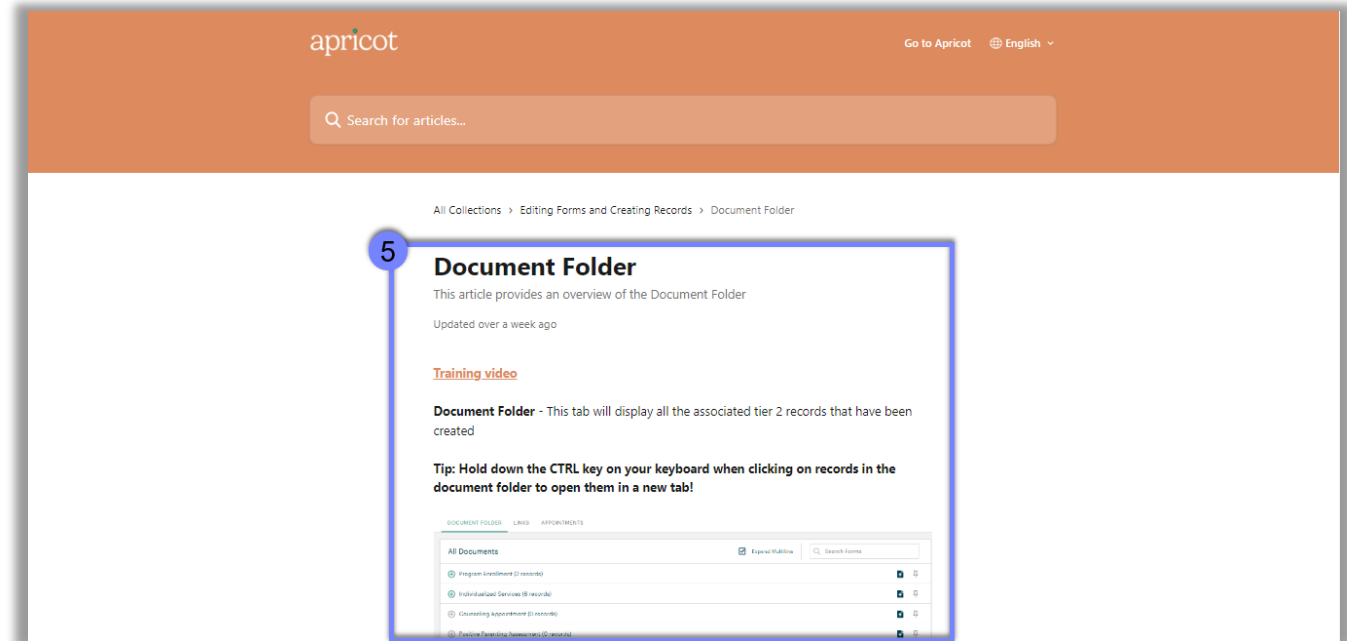 apricot
Go to Apricot
English
Search for articles...
All Collections > Editing Forms and Creating Records > Document Folder
5
Document Folder
This article provides an overview of the Document Folder
Updated over a week ago
Training video
Document Folder - This tab will display all the associated tier 2 records that have been
created
Tip: Hold down the CTRL key on your keyboard when clicking on records in the
document folder to open them in a new tab!
DOCUMENT FOLDER LINKS APPOINTMENTS
All Documents
Expand Multiline
Search Forms
Program Enrollment (2 records)
Individualized Services (6 records)
Counseling Appointment (0 records)
Positive Parenting Assessment (0 records)